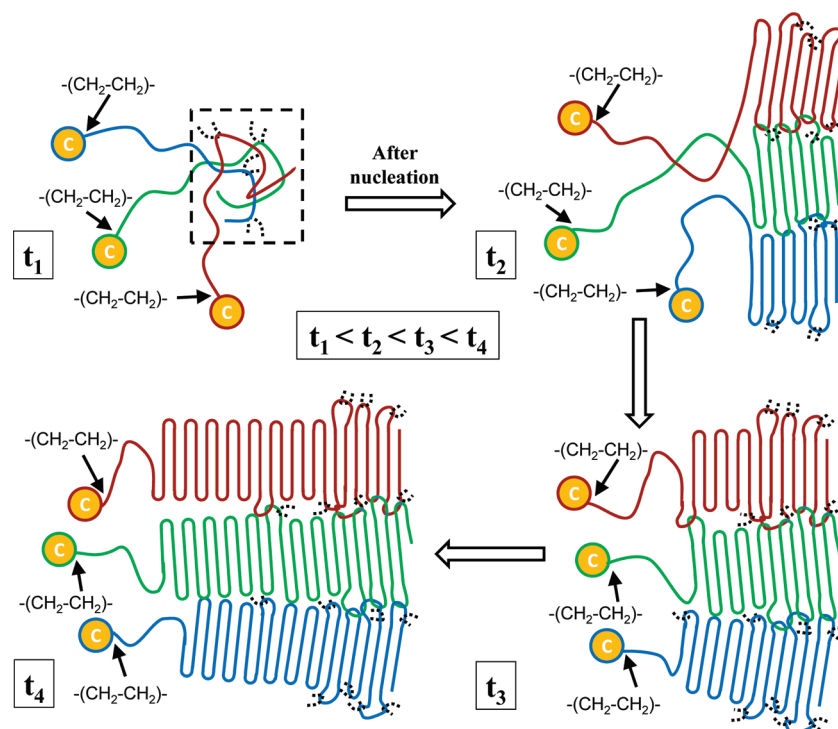 -(CH₂-CH₂)-
C
-(CH₂-CH₂)-
C
t₁
-(CH₂-CH₂)-
C
After
nucleation
-(CH₂-CH₂)-
C
-(CH₂-CH₂)-
C
t₂
-(CH₂-CH₂)-
C
t₁ < t₂ < t₃ < t₄
-(CH₂-CH₂)-
C
C
-(CH₂-CH₂)-
C
t₃
-(CH₂-CH₂)-
-(CH₂-CH₂)-
C
C
-(CH₂-CH₂)-
C
t₄
-(CH₂-CH₂)-